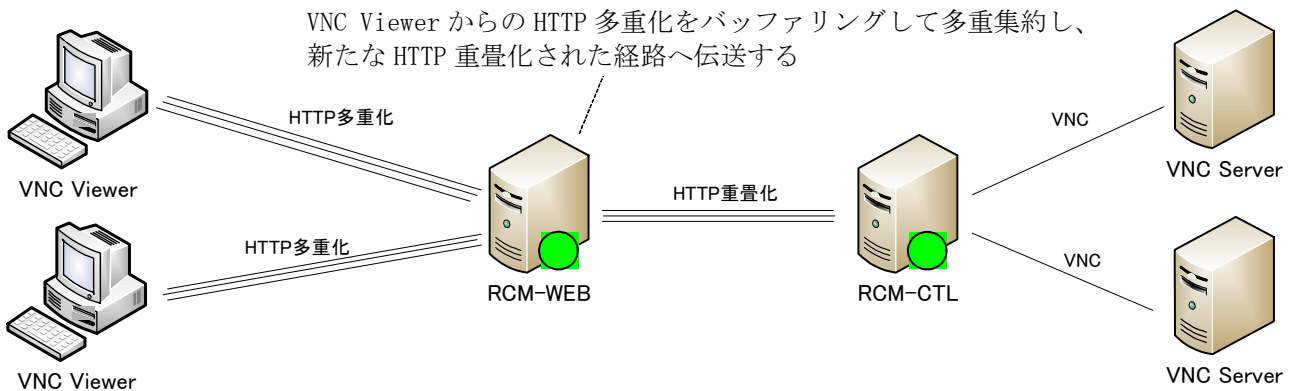 VNC Viewer からの HTTP 多重化をバッファリングして多重集約し、
新たな HTTP 重畳化された経路へ伝送する
HTTP多重化
VNC
VNC Viewer
VNC Server
HTTP重畳化
HTTP多重化
VNC
RCM-WEB
RCM-CTL
VNC Viewer
VNC Server